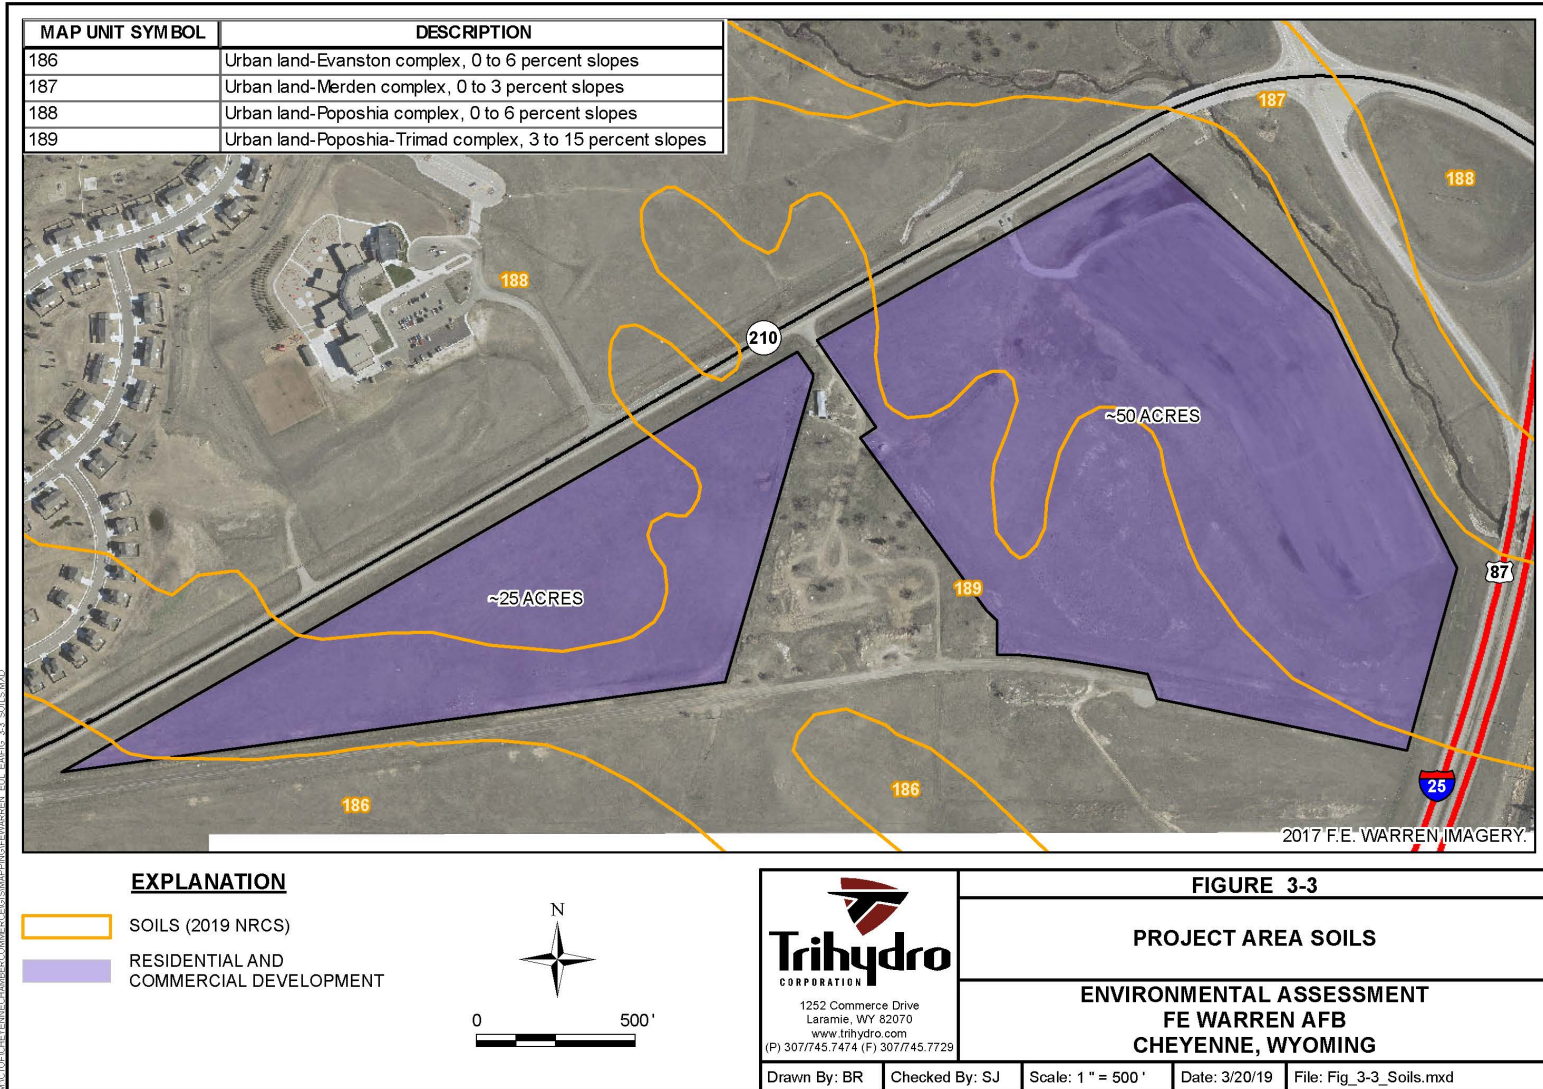 MAP UNIT SYMBOL DESCRIPTION
186 Urban land-Evanston complex, 0 to 6 percent slopes
187 Urban land-Merden complex, 0 to 3 percent slopes
188 Urban land-Poposhia complex, 0 to 6 percent slopes
189 Urban land-Poposhia-Trimad complex, 3 to 15 percent slopes
187
188
188
210
~50 ACRES
87
189
~25 ACRES
186
186
25
2017 F.E. WARREN IMAGERY.
EXPLANATION
SOILS (2019 NRCS)
RESIDENTIAL AND
COMMERCIAL DEVELOPMENT
N
0 500'
Trihydro
CORPORATION
1252 Commerce Drive
Laramie, WY 82070
www.trihydro.com
(P) 307/745.7474 (F) 307/745.7729
FIGURE 3-3
PROJECT AREA SOILS
ENVIRONMENTAL ASSESSMENT
FE WARREN AFB
CHEYENNE, WYOMING
Drawn By: BR Checked By: SJ Scale: 1 " = 500 ' Date: 3/20/19 File: Fig_3-3_Soils.mxd